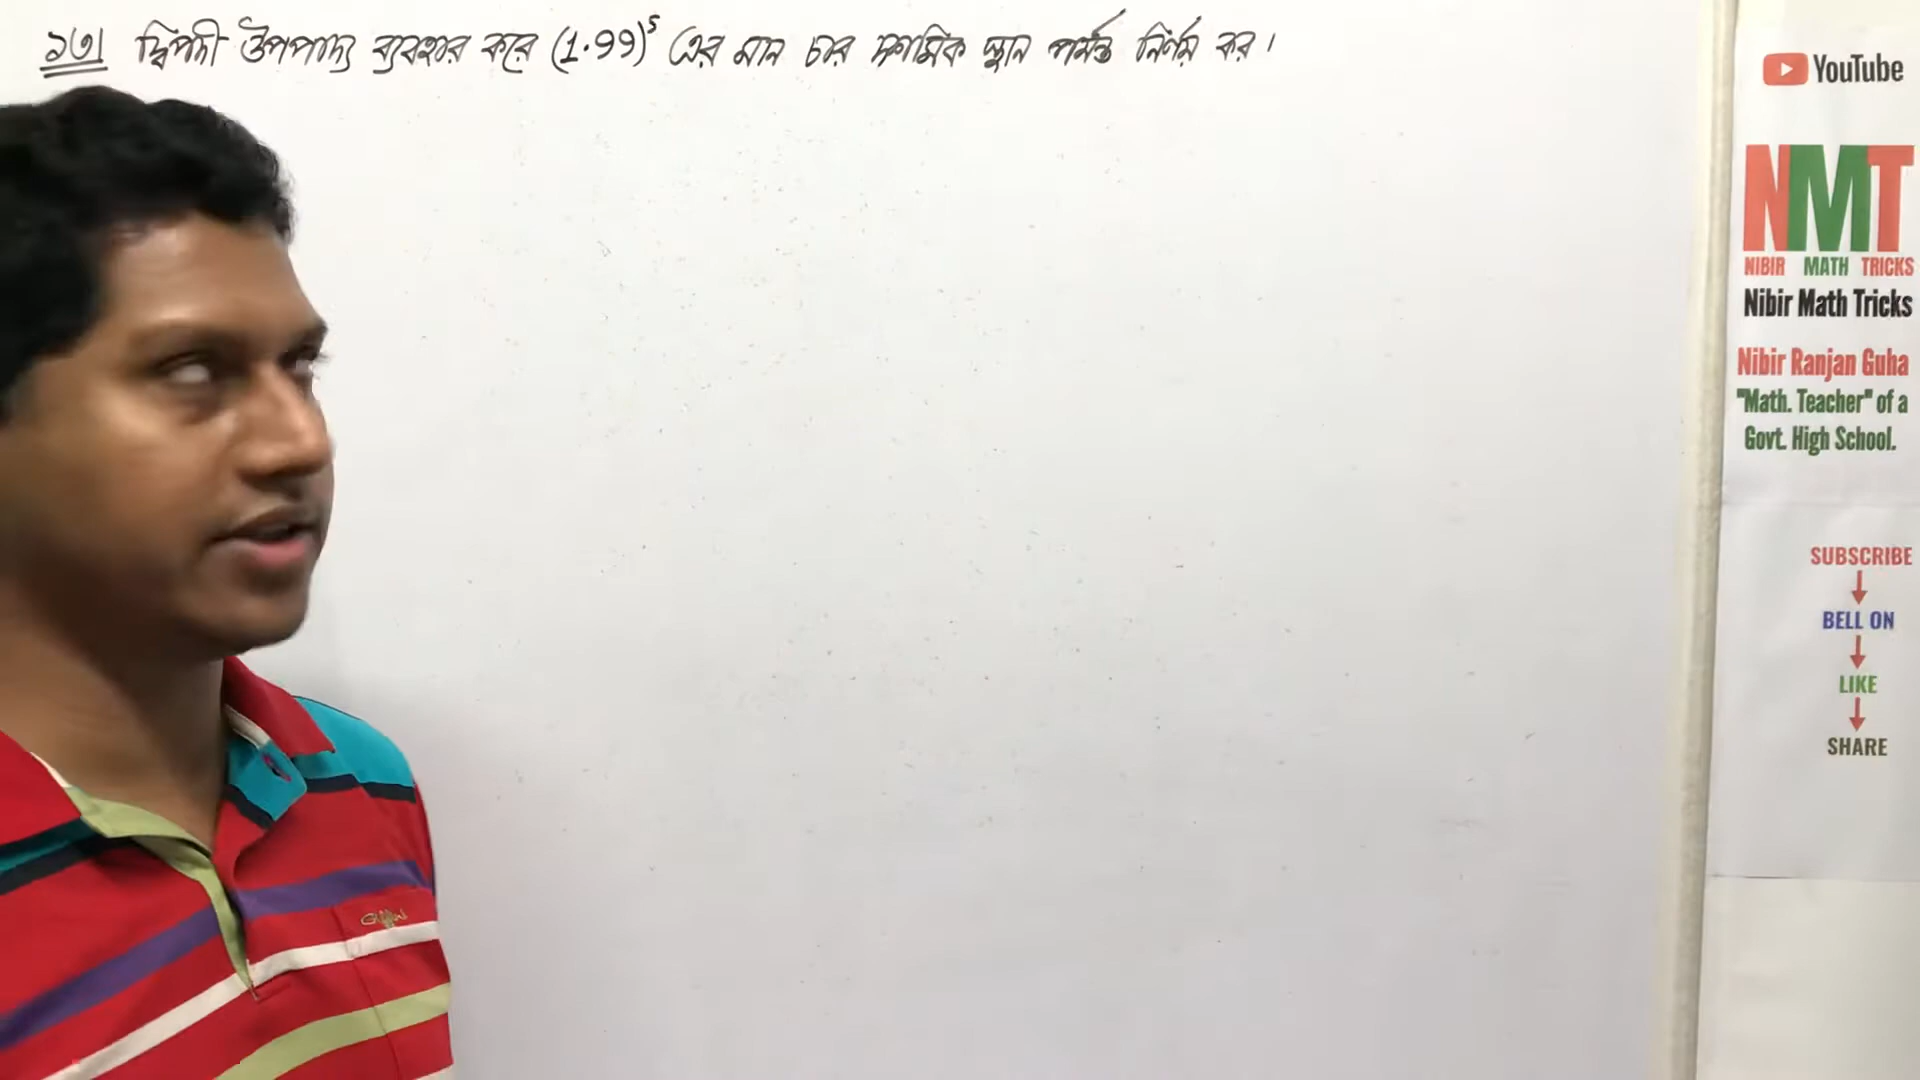 ১৩। দ্বিপদী উপপাদ্য ব্যবহার করে (1.99)⁵ এর মান চার দশমিক স্থান পর্যন্ত নির্ণয় কর।
YouTube
NMT
NIBIR MATH TRICKS
Nibir Math Tricks
Nibir Ranjan Guha
"Math. Teacher" of a
Govt. High School.
SUBSCRIBE
BELL ON
LIKE
SHARE